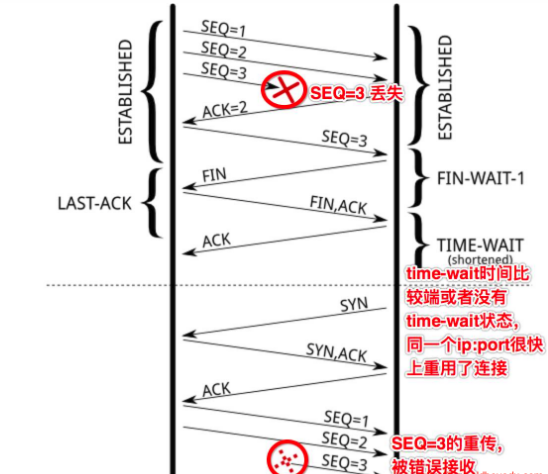 SEQ=1
SEQ=2
SEQ=3
ESTABLISHED
ESTABLISHED
SEQ=3 丢失
ACK=2
SEQ=3
FIN
FIN-WAIT-1
LAST-ACK
FIN,ACK
ACK
TIME-WAIT
(shortened)
time-wait时间比
较端或者没有
time-wait状态,
同一个ip:port很快
上重用了连接
SYN
SYN,ACK
ACK
SEQ=1
SEQ=2
SEQ=3
SEQ=3的重传,
被错误接收